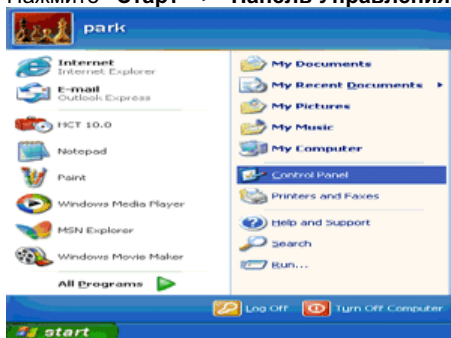 Нажмите "Старт" -> "Панель Управления
park
Internet
Internet Explorer
E-mail
Outlook Express
HCT 10.0
Notepad
Paint
Windows Media Player
MSN Explorer
Windows Movie Maker
All Programs
My Documents
My Recent Documents
My Pictures
My Music
My Computer
Control Panel
Printers and Faxes
Help and Support
Search
Run...
Log Off
Turn Off Computer
start